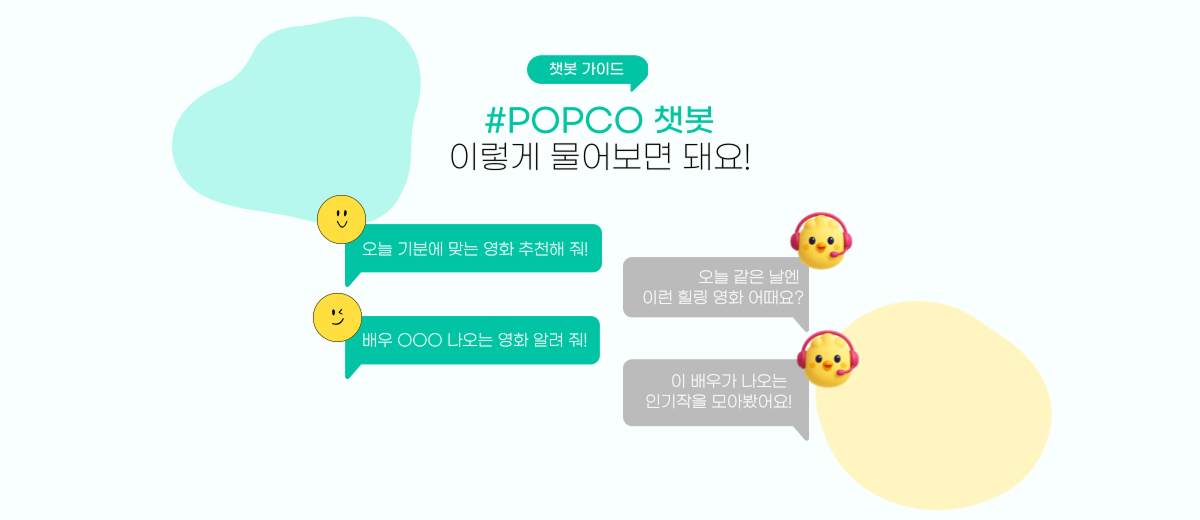 챗봇 가이드
#POPCO 챗봇
이렇게 물어보면 돼요!
오늘 기분에 맞는 영화 추천해 줘!
오늘 같은 날엔
이런 힐링 영화 어때요?
배우 OOO 나오는 영화 알려 줘!
이 배우가 나오는
인기작을 모아봤어요!